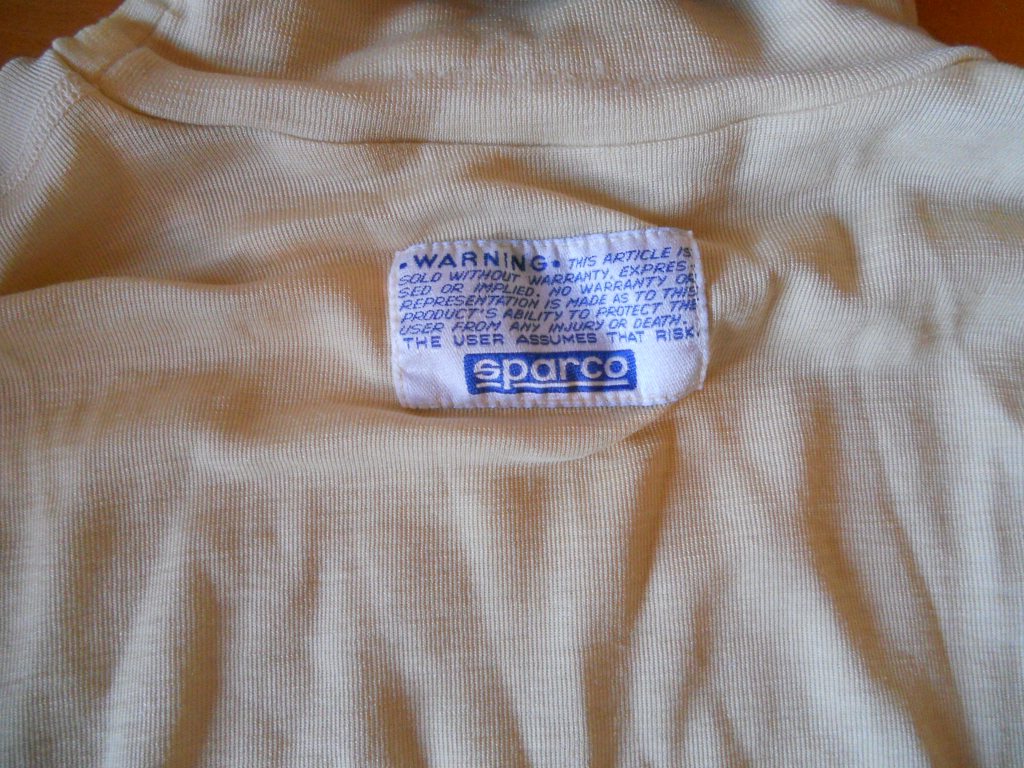 •WARNING• THIS ARTICLE IS
SOLD WITHOUT WARRANTY, EXPRES-
SED OR IMPLIED. NO WARRANTY OR
REPRESENTATION IS MADE AS TO THIS
PRODUCT'S ABILITY TO PROTECT THE
USER FROM ANY INJURY OR DEATH.
THE USER ASSUMES THAT RISK.
sparco